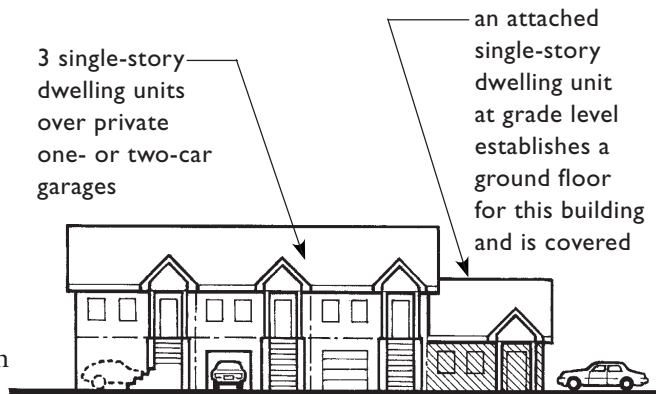 3 single-story
dwelling units
over private
one- or two-car
garages
an attached
single-story
dwelling unit
at grade level
establishes a
ground floor
for this building
and is covered